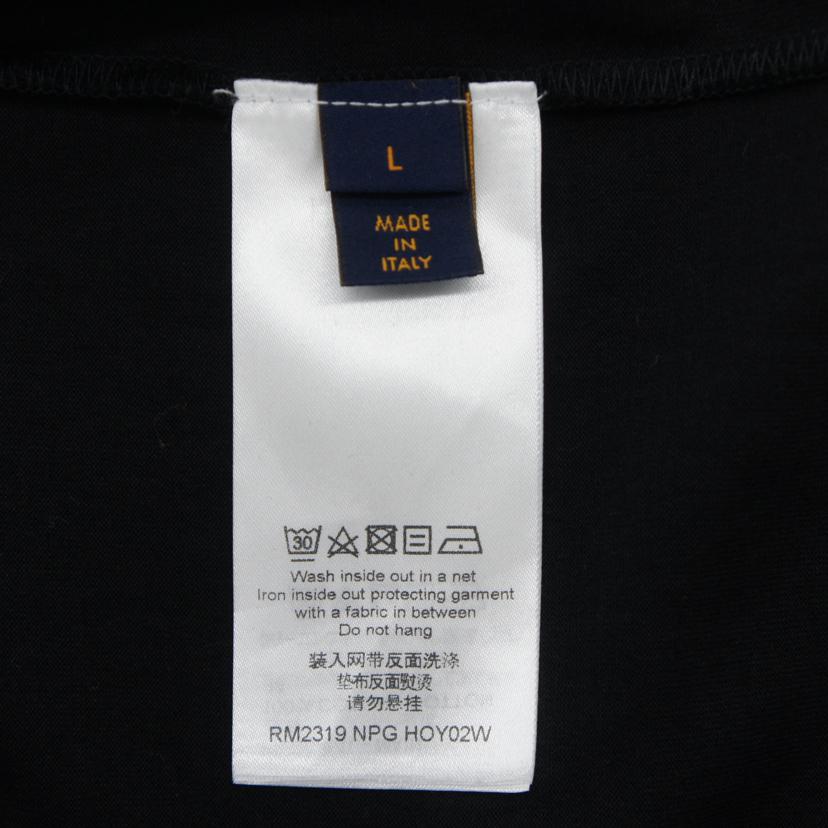 L
MADE
IN
ITALY
30
Wash inside out in a net
Iron inside out protecting garment
with a fabric in between
Do not hang
装入网带反面洗涤
垫布反面熨烫
请勿悬挂
RM2319 NPG HOY02W